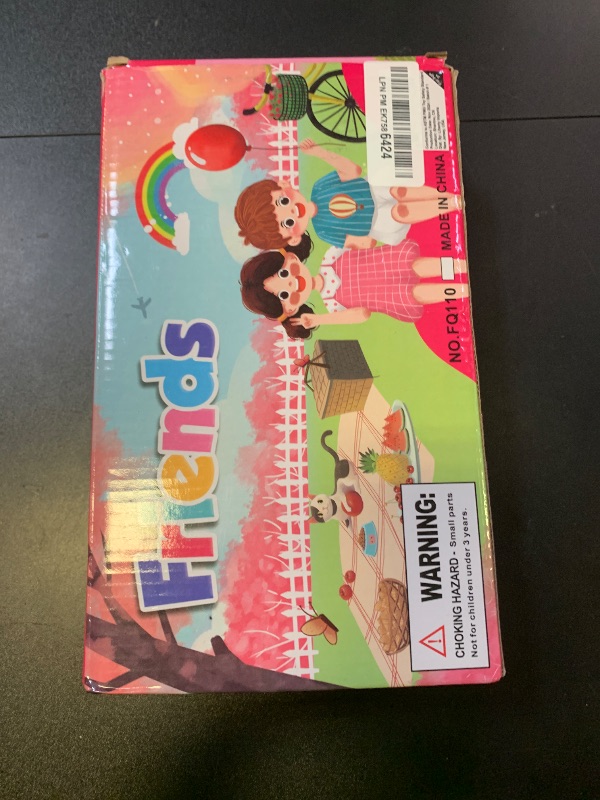 Friends
LPN PM EK758 6424
NO.FQ110
MADE IN CHINA
WARNING:
CHOKING HAZARD - Small parts
Not for children under 3 years.